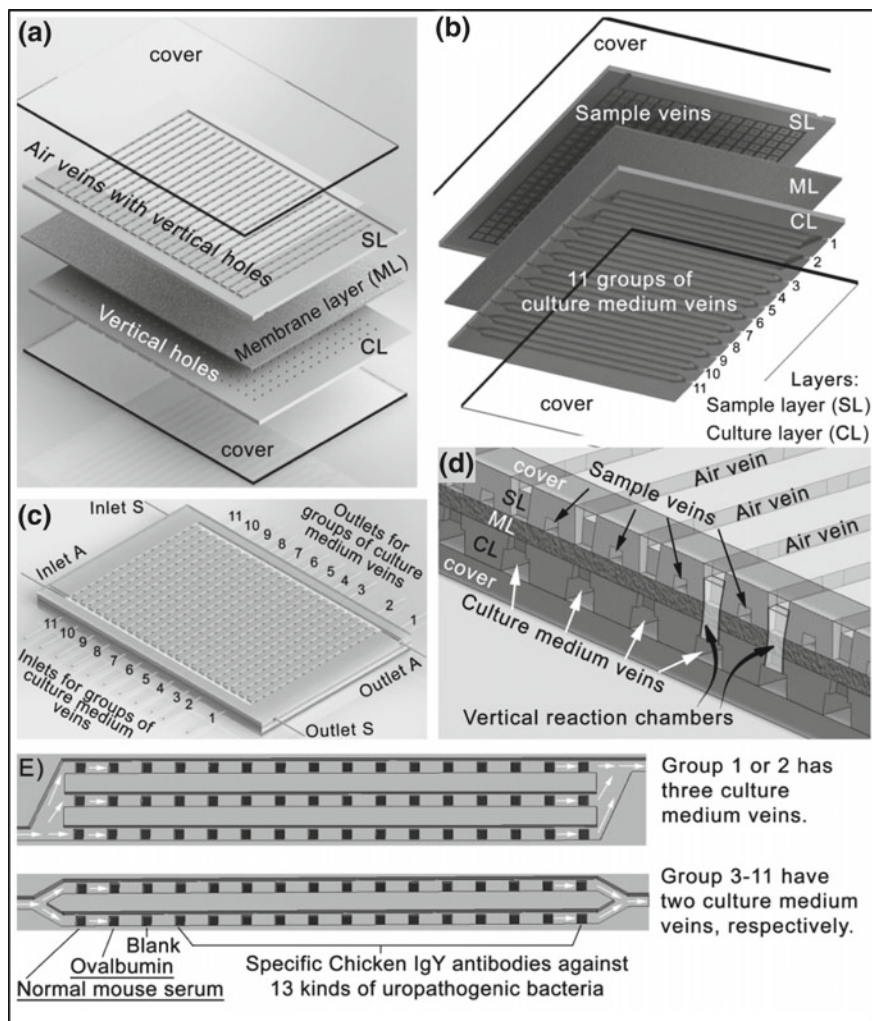 (a)
cover
Air veins with vertical holes
SL
Membrane layer (ML)
Vertical holes
CL
cover
(b)
cover
Sample veins
SL
ML
CL
11 groups of
culture medium veins
1
2
3
4
5
6
7
8
9
10
11
cover
Layers:
Sample layer (SL)
Culture layer (CL)
(c)
Inlet S
Inlet A
Outlets for
groups of culture
medium veins
11
10
9
8
7
6
5
4
3
2
1
11
10
9
8
7
6
5
4
3
2
1
Inlets for groups of
culture medium
veins
Outlet A
Outlet S
(d)
cover
SL
ML
CL
cover
Sample veins
Air vein
Air vein
Air vein
Culture medium veins
Vertical reaction chambers
E)
Group 1 or 2 has
three culture
medium veins.
Group 3-11 have
two culture medium
veins, respectively.
Blank
Ovalbumin
Normal mouse serum
Specific Chicken IgY antibodies against
13 kinds of uropathogenic bacteria